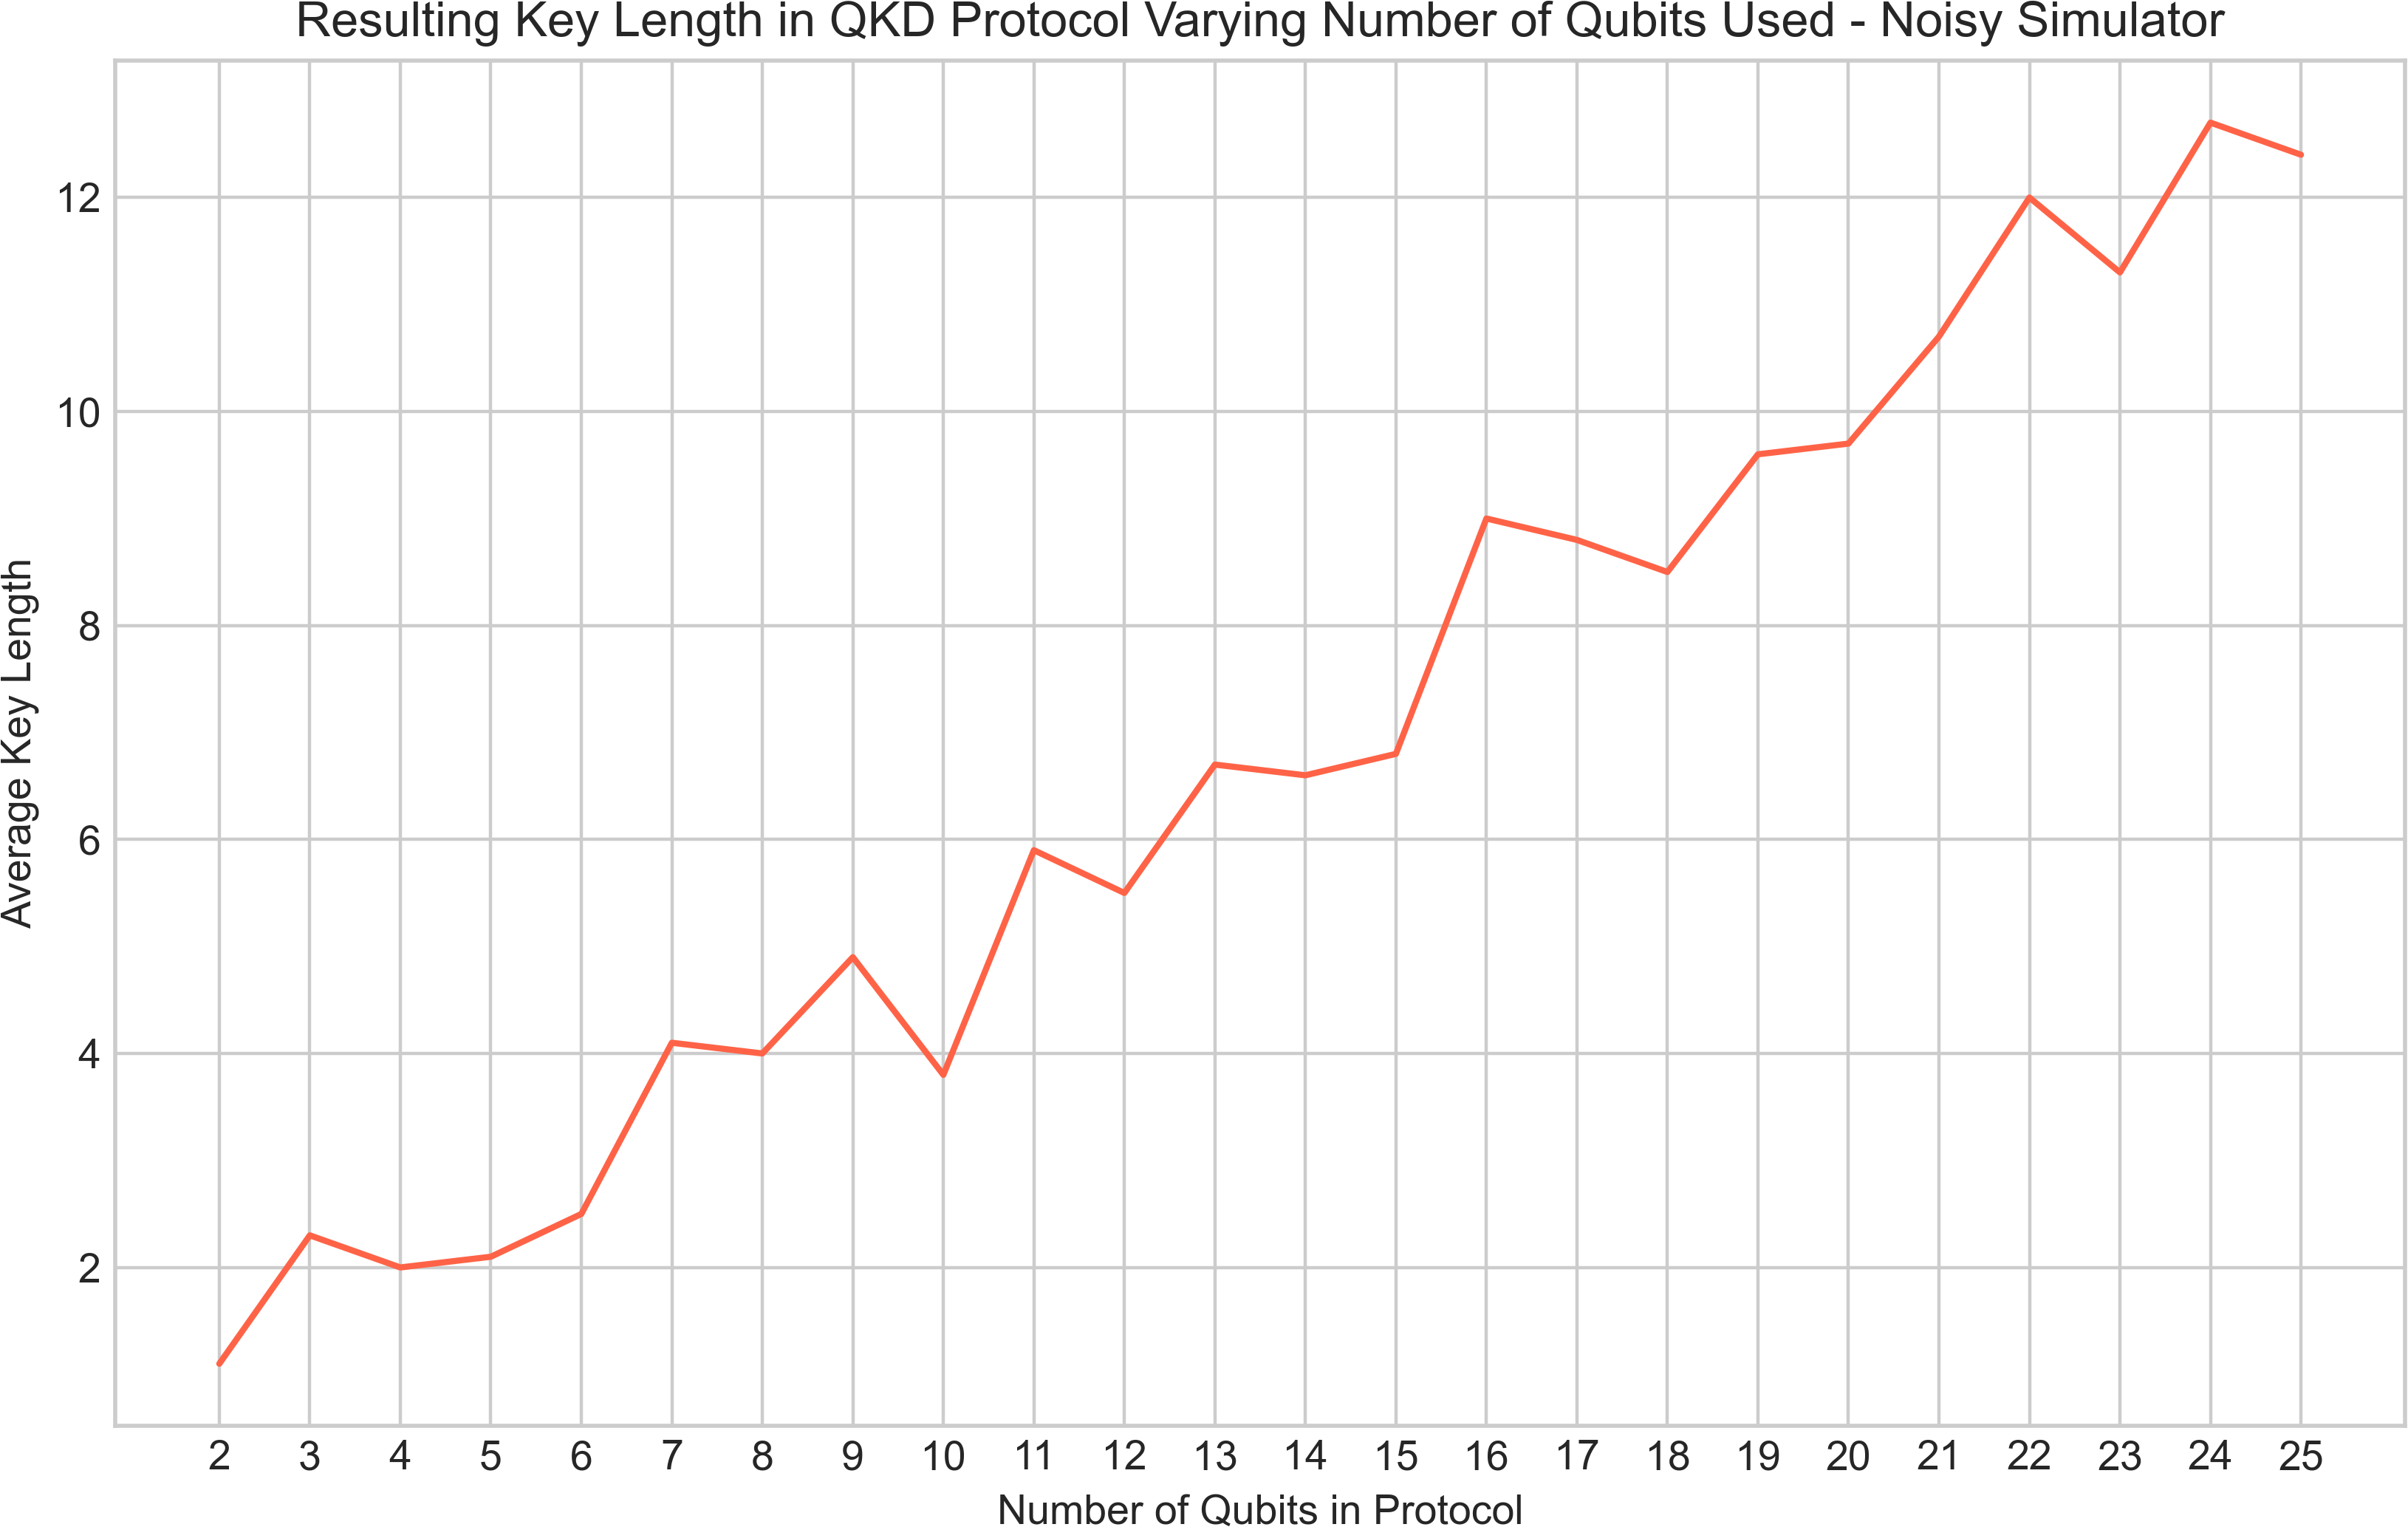 Resulting Key Length in QKD Protocol Varying Number of Qubits Used - Noisy Simulator
Average Key Length
12
10
8
6
4
2
2 3 4 5 6 7 8 9 10 11 12 13 14 15 16 17 18 19 20 21 22 23 24 25
Number of Qubits in Protocol